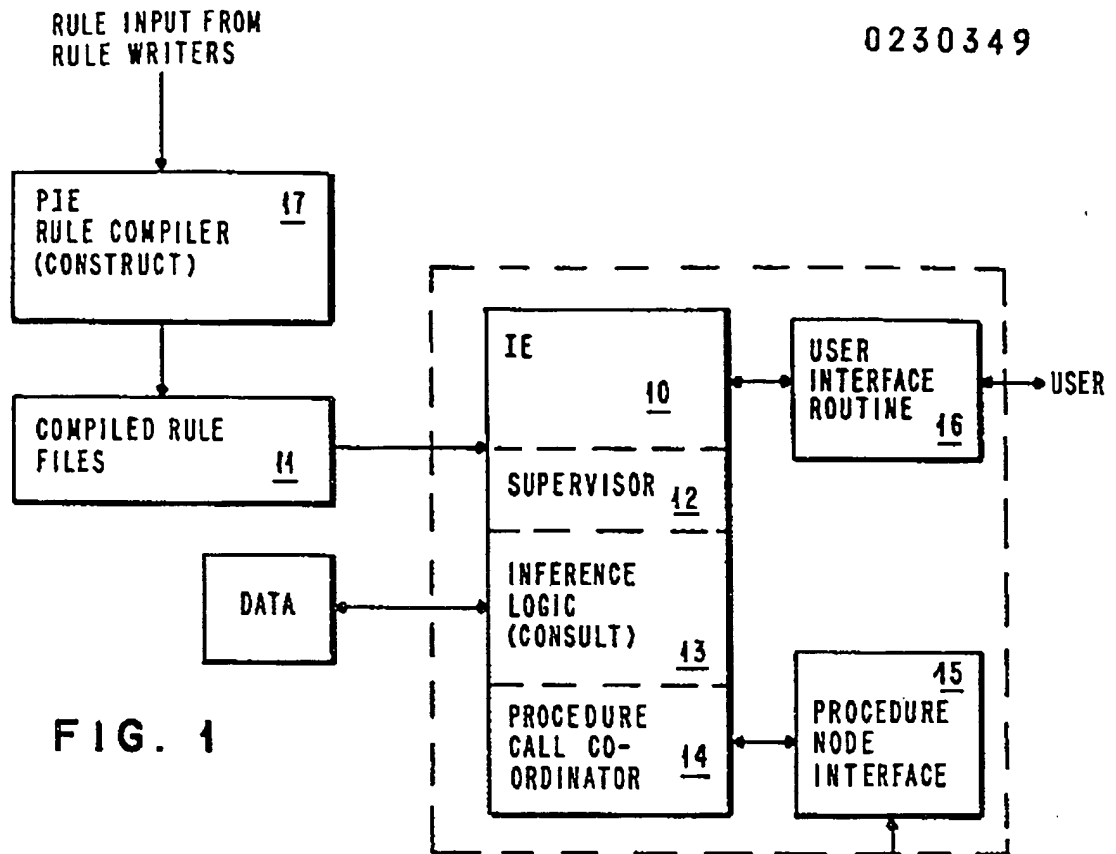 RULE INPUT FROM
RULE WRITERS
0230349
PIE
17
RULE COMPILER
(CONSTRUCT)
COMPILED RULE
FILES
11
DATA
IE
10
SUPERVISOR
12
INFERENCE
LOGIC
(CONSULT)
13
PROCEDURE
CALL CO-
ORDINATOR
14
USER
INTERFACE
ROUTINE
16
USER
15
PROCEDURE
NODE
INTERFACE
FIG. 1